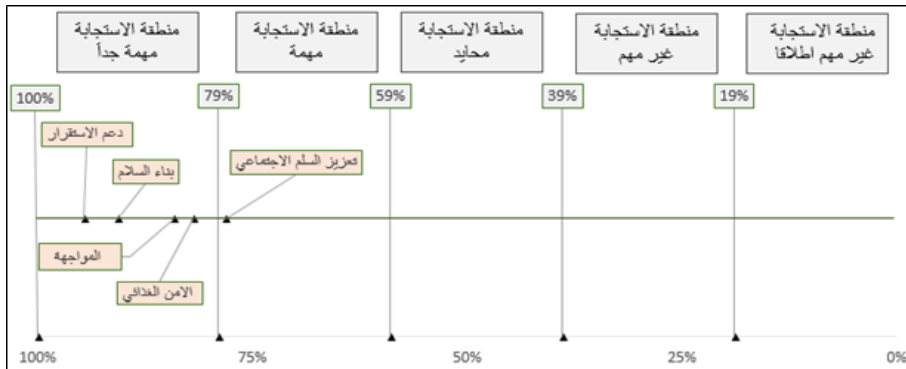 منطقة الاستجابة
مهمة جداً
منطقة الاستجابة
مهمة
منطقة الاستجابة
محايد
منطقة الاستجابة
غير مهم
منطقة الاستجابة
غير مهم اطلاقا
100%
79%
59%
39%
19%
دعم الاستقرار
بناء السلام
تعزيز السلم الاجتماعي
المواجهة
الامن الغذائي
100%
75%
50%
25%
0%